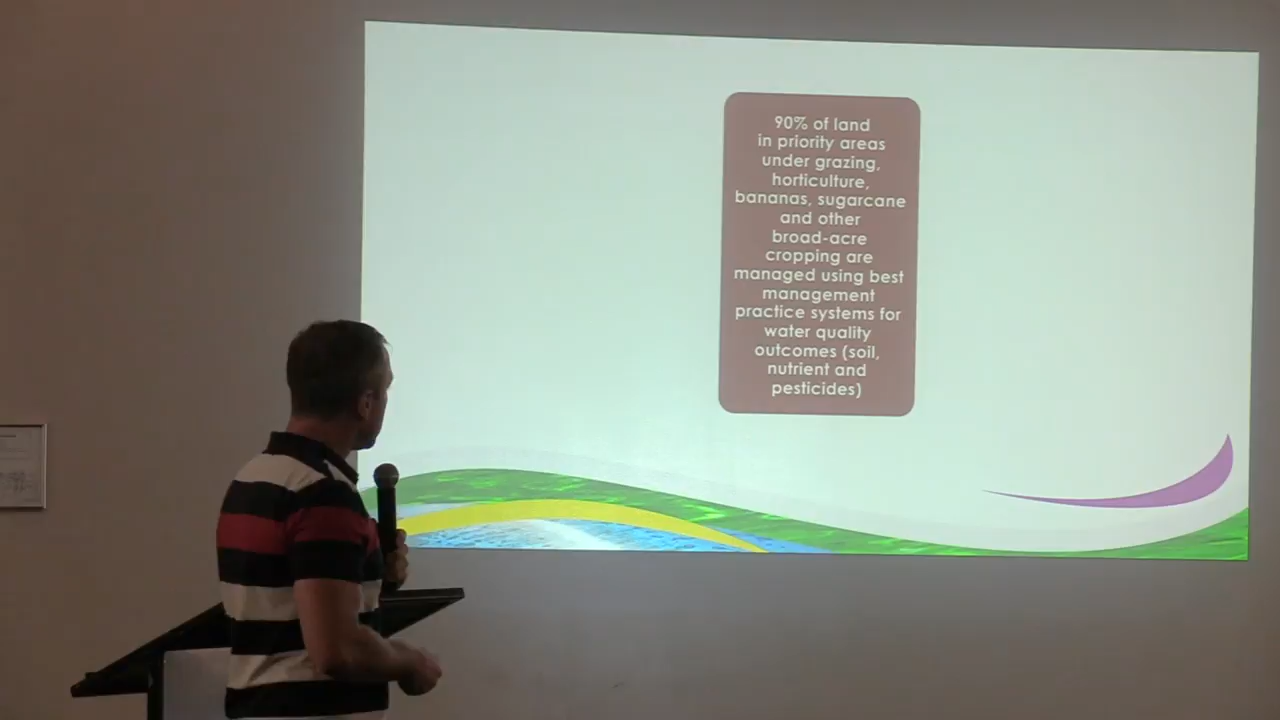 90% of land
in priority areas
under grazing,
horticulture,
bananas, sugarcane
and other
broad-acre
cropping are
managed using best
management
practice systems for
water quality
outcomes (soil,
nutrient and
pesticides)